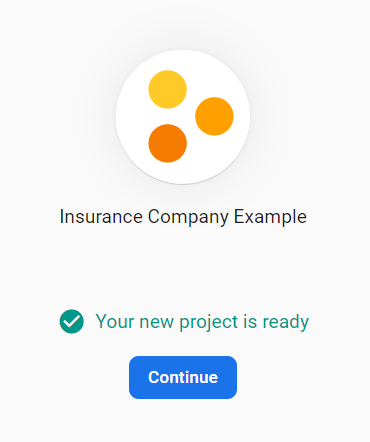 Insurance Company Example
Your new project is ready
Continue